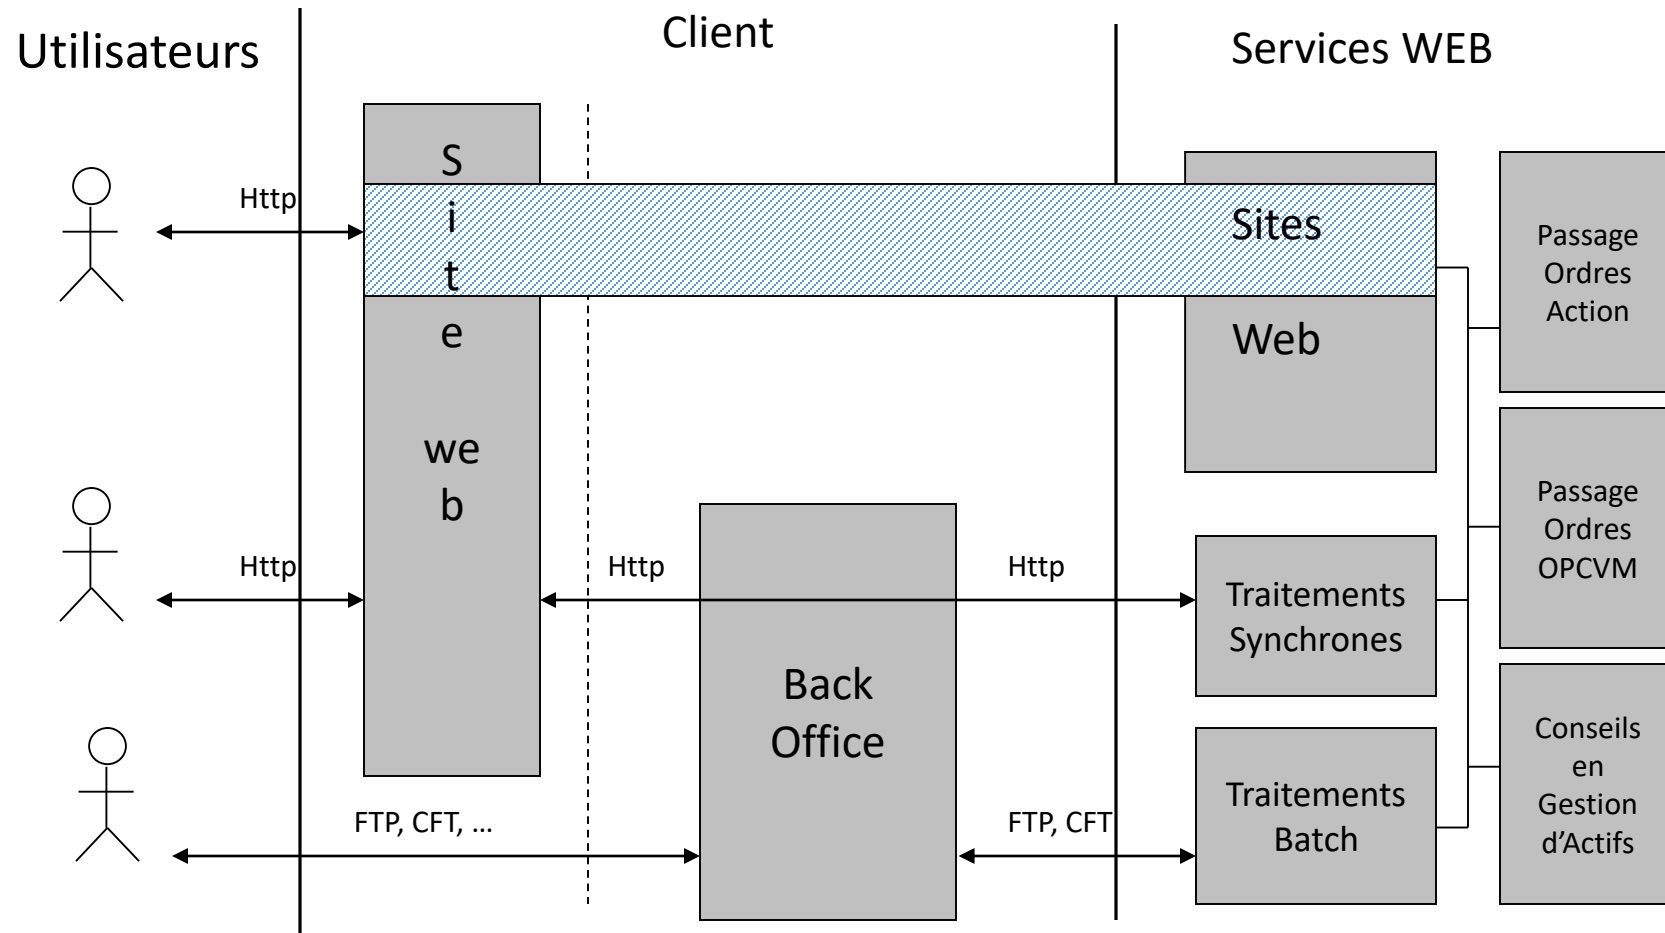 Utilisateurs
Client
Services WEB
Http
S
i
t
e
we
b
Sites
Web
Passage
Ordres
Action
Http
Http
Http
Back
Office
Traitements
Synchrones
Passage
Ordres
OPCVM
FTP, CFT, ...
FTP, CFT
Traitements
Batch
Conseils
en
Gestion
d’Actifs